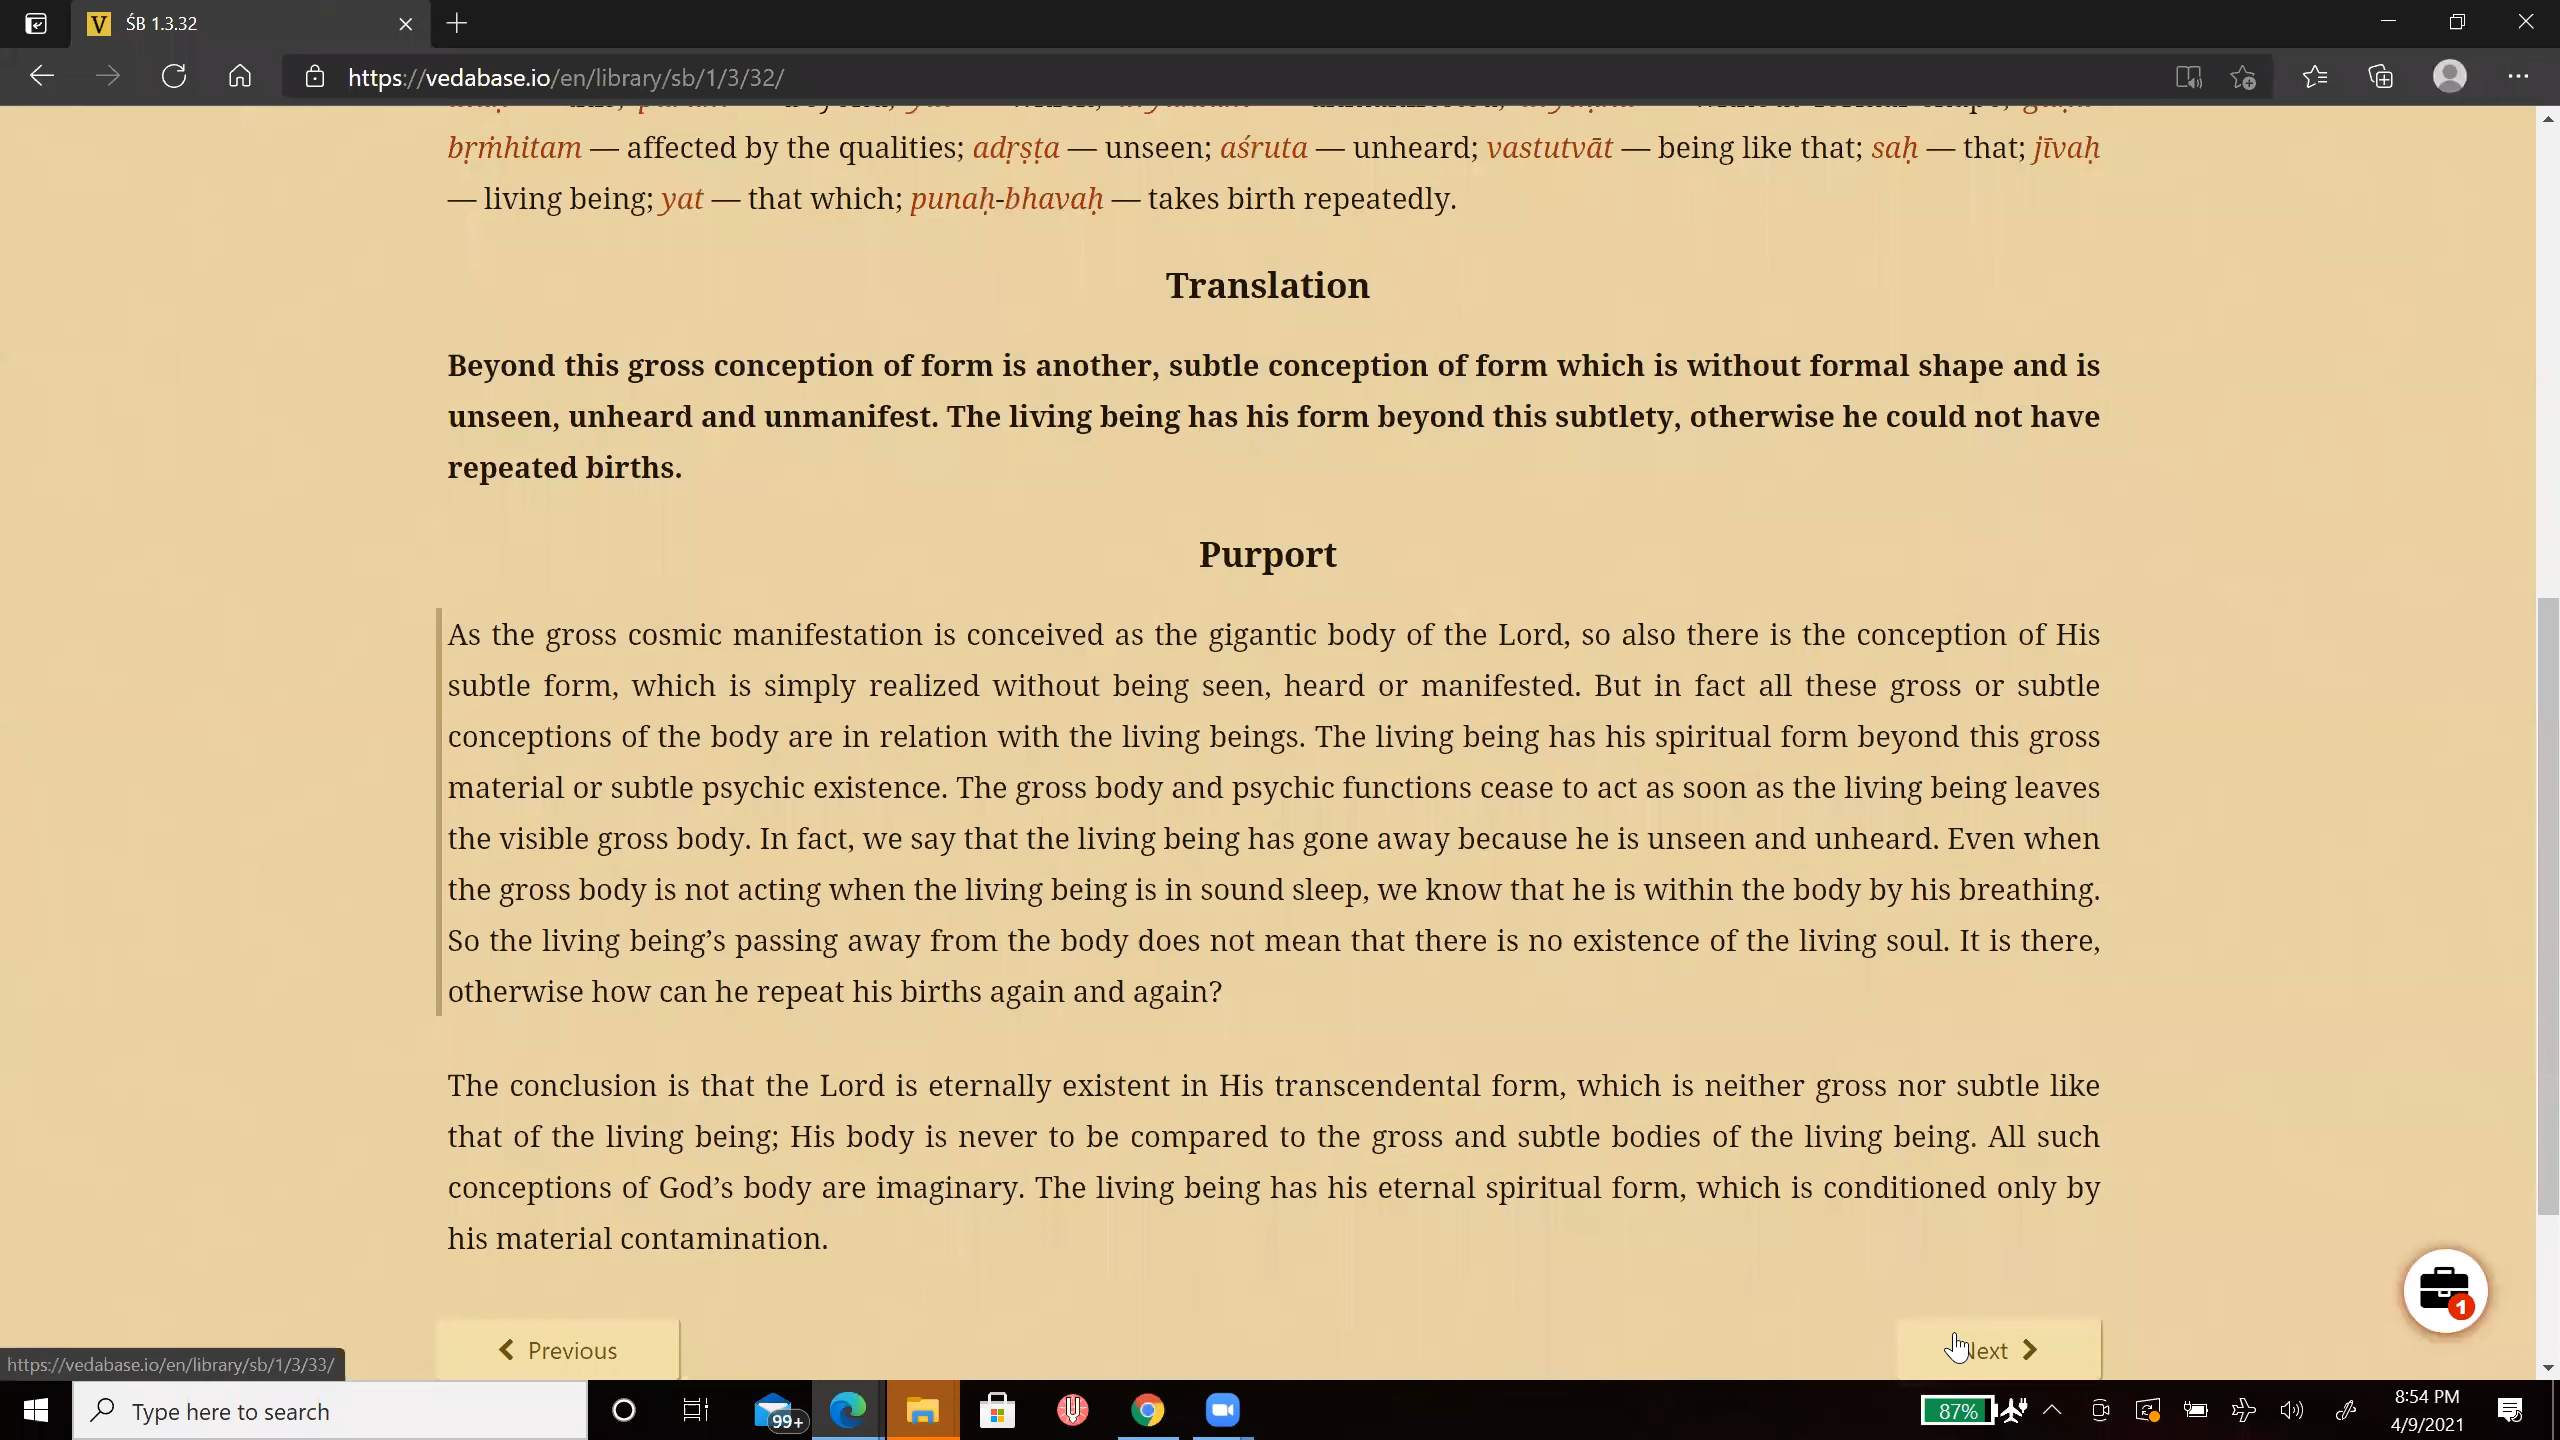 ŚB 1.3.32
https://vedabase.io/en/library/sb/1/3/32/
bṛṁhitam — affected by the qualities; adṛṣṭa — unseen; aśruta — unheard; vastutvāt — being like that; saḥ — that; jīvaḥ
— living being; yat — that which; punaḥ-bhavaḥ — takes birth repeatedly.
Translation
Beyond this gross conception of form is another, subtle conception of form which is without formal shape and is
unseen, unheard and unmanifest. The living being has his form beyond this subtlety, otherwise he could not have
repeated births.
Purport
As the gross cosmic manifestation is conceived as the gigantic body of the Lord, so also there is the conception of His
subtle form, which is simply realized without being seen, heard or manifested. But in fact all these gross or subtle
conceptions of the body are in relation with the living beings. The living being has his spiritual form beyond this gross
material or subtle psychic existence. The gross body and psychic functions cease to act as soon as the living being leaves
the visible gross body. In fact, we say that the living being has gone away because he is unseen and unheard. Even when
the gross body is not acting when the living being is in sound sleep, we know that he is within the body by his breathing.
So the living being’s passing away from the body does not mean that there is no existence of the living soul. It is there,
otherwise how can he repeat his births again and again?
The conclusion is that the Lord is eternally existent in His transcendental form, which is neither gross nor subtle like
that of the living being; His body is never to be compared to the gross and subtle bodies of the living being. All such
conceptions of God’s body are imaginary. The living being has his eternal spiritual form, which is conditioned only by
his material contamination.
1
Previous
Next
https://vedabase.io/en/library/sb/1/3/33/
Type here to search
99+
87%
8:54 PM
4/9/2021